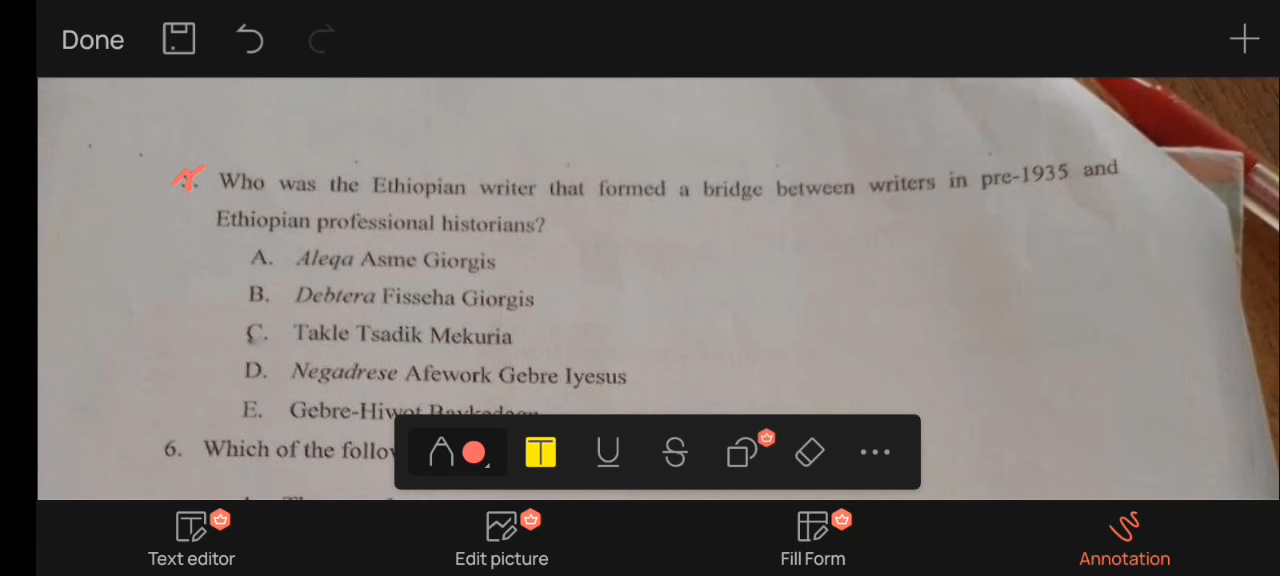 Done
Who was the Ethiopian writer that formed a bridge between writers in pre-1935 and
Ethiopian professional historians?
A. Aleqa Asme Giorgis
B. Debtera Fisseha Giorgis
C. Takle Tsadik Mekuria
D. Negadrese Afework Gebre Iyesus
E. Gebre-Hiwot
6. Which of the
T U S
Text editor Edit picture Fill Form Annotation